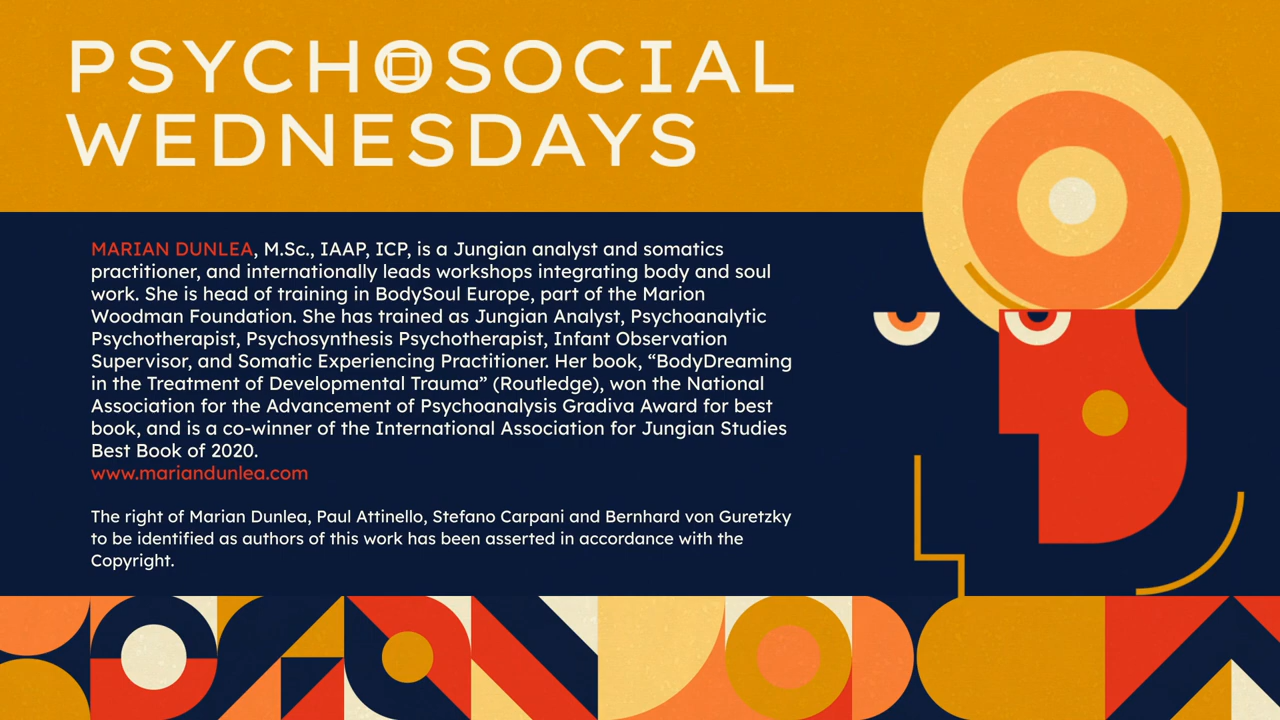 PSYCHOSOCIAL
WEDNESDAYS
MARIAN DUNLEA, M.Sc., IAAP, ICP, is a Jungian analyst and somatics
practitioner, and internationally leads workshops integrating body and soul
work. She is head of training in BodySoul Europe, part of the Marion
Woodman Foundation. She has trained as Jungian Analyst, Psychoanalytic
Psychotherapist, Psychosynthesis Psychotherapist, Infant Observation
Supervisor, and Somatic Experiencing Practitioner. Her book, “BodyDreaming
in the Treatment of Developmental Trauma” (Routledge), won the National
Association for the Advancement of Psychoanalysis Gradiva Award for best
book, and is a co-winner of the International Association for Jungian Studies
Best Book of 2020.
www.mariandunlea.com
The right of Marian Dunlea, Paul Attinello, Stefano Carpani and Bernhard von Guretzky
to be identified as authors of this work has been asserted in accordance with the
Copyright.